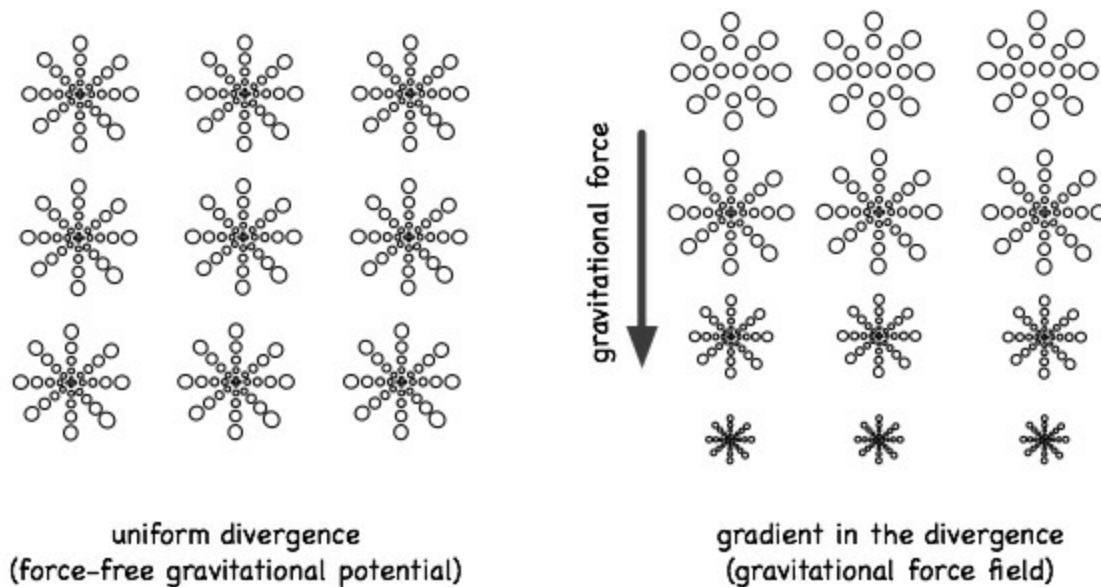 gravitational force
uniform divergence
(force-free gravitational potential)
gradient in the divergence
(gravitational force field)